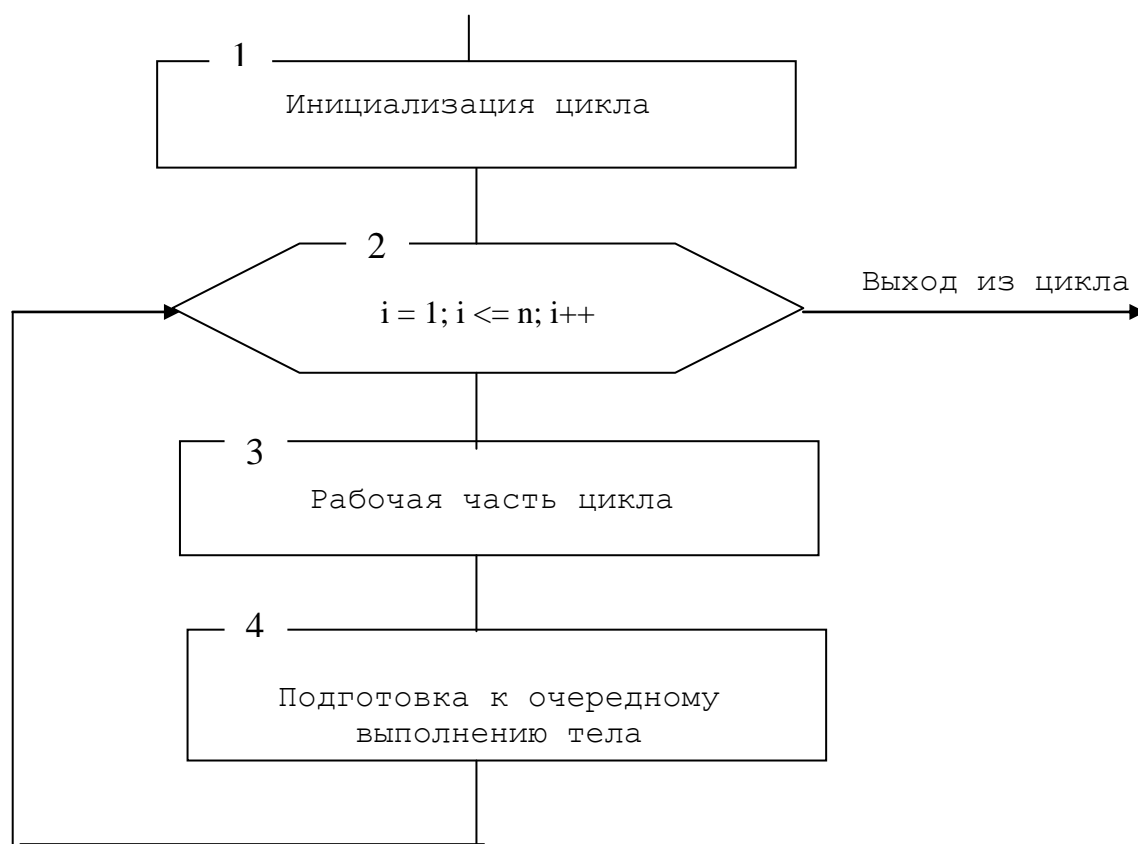 1
Инициализация цикла
2
i = 1; i <= n; i++
Выход из цикла
3
Рабочая часть цикла
4
Подготовка к очередному
выполнению тела